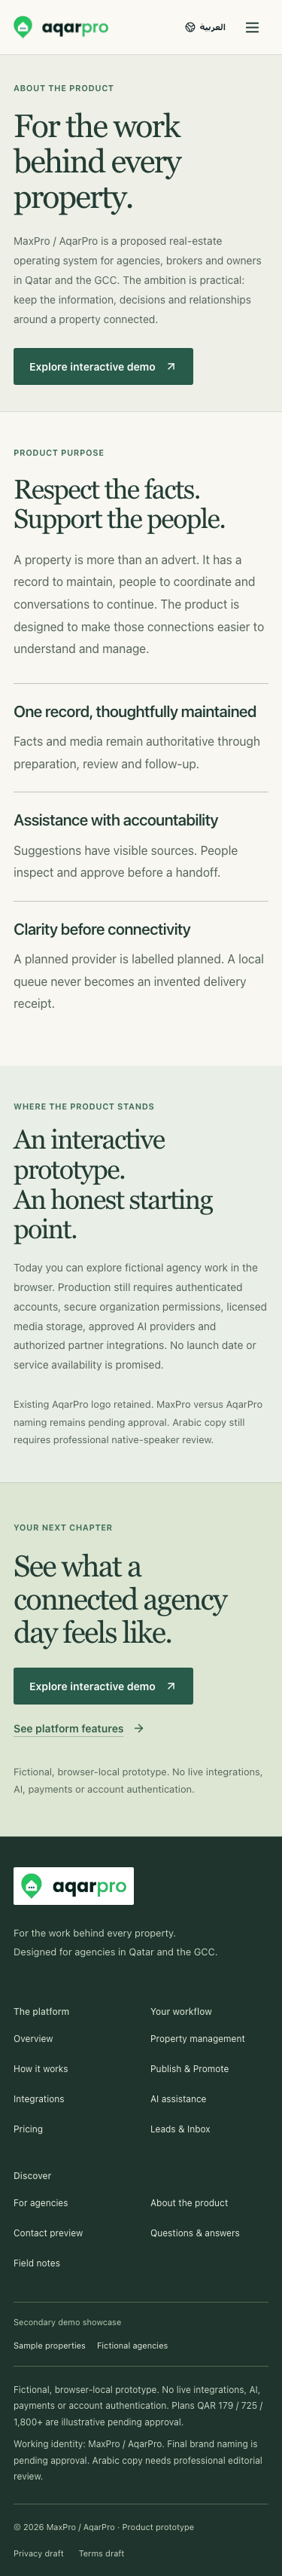 aqarpro
العربية
ABOUT THE PRODUCT
For the work
behind every
property.
MaxPro / AqarPro is a proposed real-estate
operating system for agencies, brokers and owners
in Qatar and the GCC. The ambition is practical:
keep the information, decisions and relationships
around a property connected.
Explore interactive demo
PRODUCT PURPOSE
Respect the facts.
Support the people.
A property is more than an advert. It has a
record to maintain, people to coordinate and
conversations to continue. The product is
designed to make those connections easier to
understand and manage.
One record, thoughtfully maintained
Facts and media remain authoritative through
preparation, review and follow-up.
Assistance with accountability
Suggestions have visible sources. People
inspect and approve before a handoff.
Clarity before connectivity
A planned provider is labelled planned. A local
queue never becomes an invented delivery
receipt.
WHERE THE PRODUCT STANDS
An interactive
prototype.
An honest starting
point.
Today you can explore fictional agency work in the
browser. Production still requires authenticated
accounts, secure organization permissions, licensed
media storage, approved AI providers and
authorized partner integrations. No launch date or
service availability is promised.
Existing AqarPro logo retained. MaxPro versus AqarPro
naming remains pending approval. Arabic copy still
requires professional native-speaker review.
YOUR NEXT CHAPTER
See what a
connected agency
day feels like.
Explore interactive demo
See platform features
Fictional, browser-local prototype. No live integrations,
AI, payments or account authentication.
aqarpro
For the work behind every property.
Designed for agencies in Qatar and the GCC.
The platform
Overview
How it works
Integrations
Pricing
Your workflow
Property management
Publish & Promote
AI assistance
Leads & Inbox
Discover
For agencies
About the product
Contact preview
Questions & answers
Field notes
Secondary demo showcase
Sample properties Fictional agencies
Fictional, browser-local prototype. No live integrations, AI,
payments or account authentication. Plans QAR 179 / 725 /
1,800+ are illustrative pending approval.
Working identity: MaxPro / AqarPro. Final brand naming is
pending approval. Arabic copy needs professional editorial
review.
© 2026 MaxPro / AqarPro · Product prototype
Privacy draft Terms draft